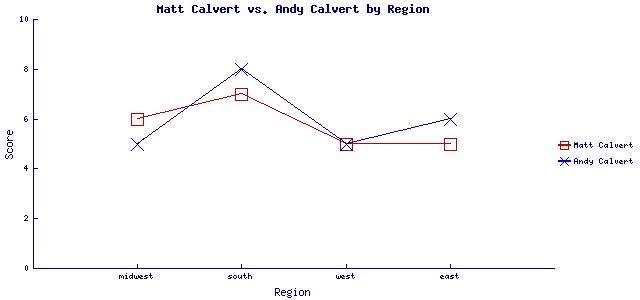 Matt Calvert vs. Andy Calvert by Region
10
8
6
4
2
0
Score
midwest south west east
Region
Matt Calvert
Andy Calvert